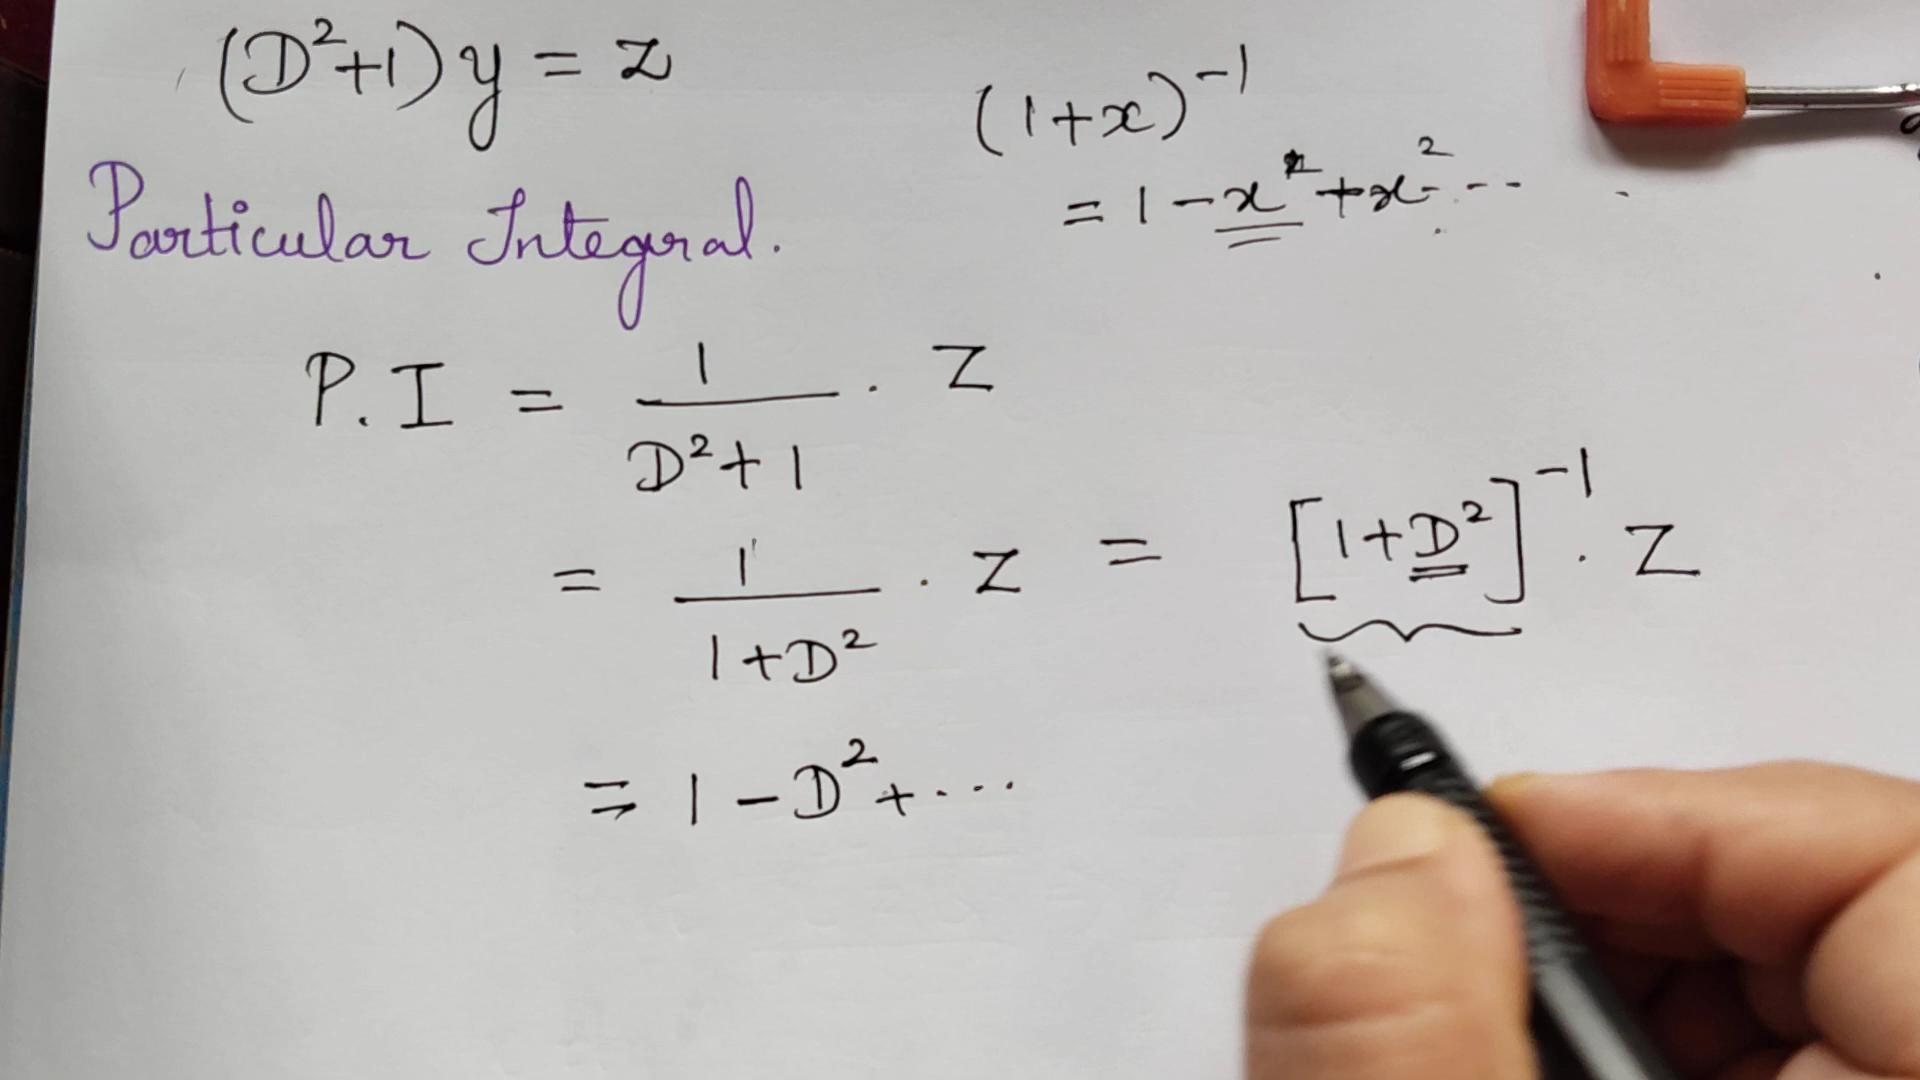 (D²+1) y = z
(1+x)⁻¹
= 1 - x + x² - ...
Particular Integral.
P.I = 1/(D²+1) . z
= 1/(1+D²) . z = [1+D²]⁻¹ . z
= 1 - D² + ...